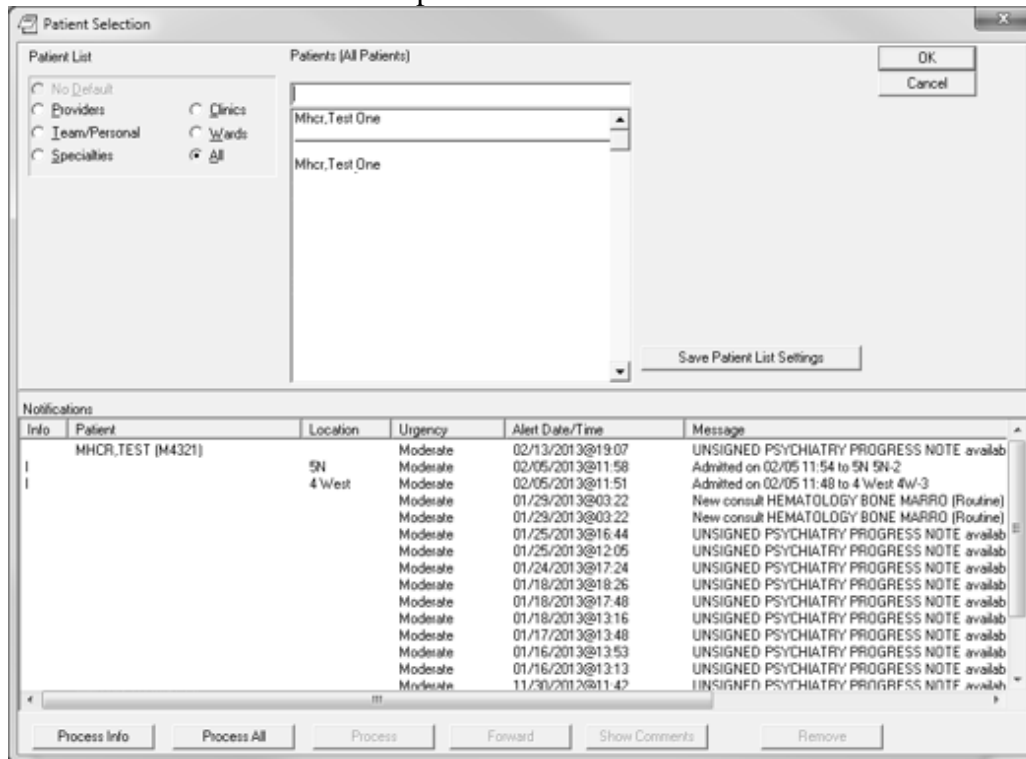 Patient Selection
Patient List
Patients (All Patients)
OK
Cancel
No Default
Providers
Clinics
Team/Personal
Wards
Specialties
All
Mhcr,Test One
Mhcr,Test One
Save Patient List Settings
Notifications
Info Patient Location Urgency Alert Date/Time Message
MHCR,TEST (M4321) Moderate 02/13/2013@19:07 UNSIGNED PSYCHIATRY PROGRESS NOTE availab
I 5N Moderate 02/05/2013@11:58 Admitted on 02/05 11:54 to 5N 5N-2
I 4 West Moderate 02/05/2013@11:51 Admitted on 02/05 11:48 to 4 West 4W-3
Moderate 01/29/2013@03:22 New consult HEMATOLOGY BONE MARRO (Routine)
Moderate 01/29/2013@03:22 New consult HEMATOLOGY BONE MARRO (Routine)
Moderate 01/25/2013@16:44 UNSIGNED PSYCHIATRY PROGRESS NOTE availab
Moderate 01/25/2013@12:05 UNSIGNED PSYCHIATRY PROGRESS NOTE availab
Moderate 01/24/2013@17:24 UNSIGNED PSYCHIATRY PROGRESS NOTE availab
Moderate 01/18/2013@18:26 UNSIGNED PSYCHIATRY PROGRESS NOTE availab
Moderate 01/18/2013@17:48 UNSIGNED PSYCHIATRY PROGRESS NOTE availab
Moderate 01/18/2013@13:16 UNSIGNED PSYCHIATRY PROGRESS NOTE availab
Moderate 01/17/2013@13:48 UNSIGNED PSYCHIATRY PROGRESS NOTE availab
Moderate 01/16/2013@13:53 UNSIGNED PSYCHIATRY PROGRESS NOTE availab
Moderate 01/16/2013@13:13 UNSIGNED PSYCHIATRY PROGRESS NOTE availab
Moderate 11/30/2012@11:42 UNSIGNED PSYCHIATRY PROGRESS NOTE availab
Process Info Process All Process Forward Show Comments Remove